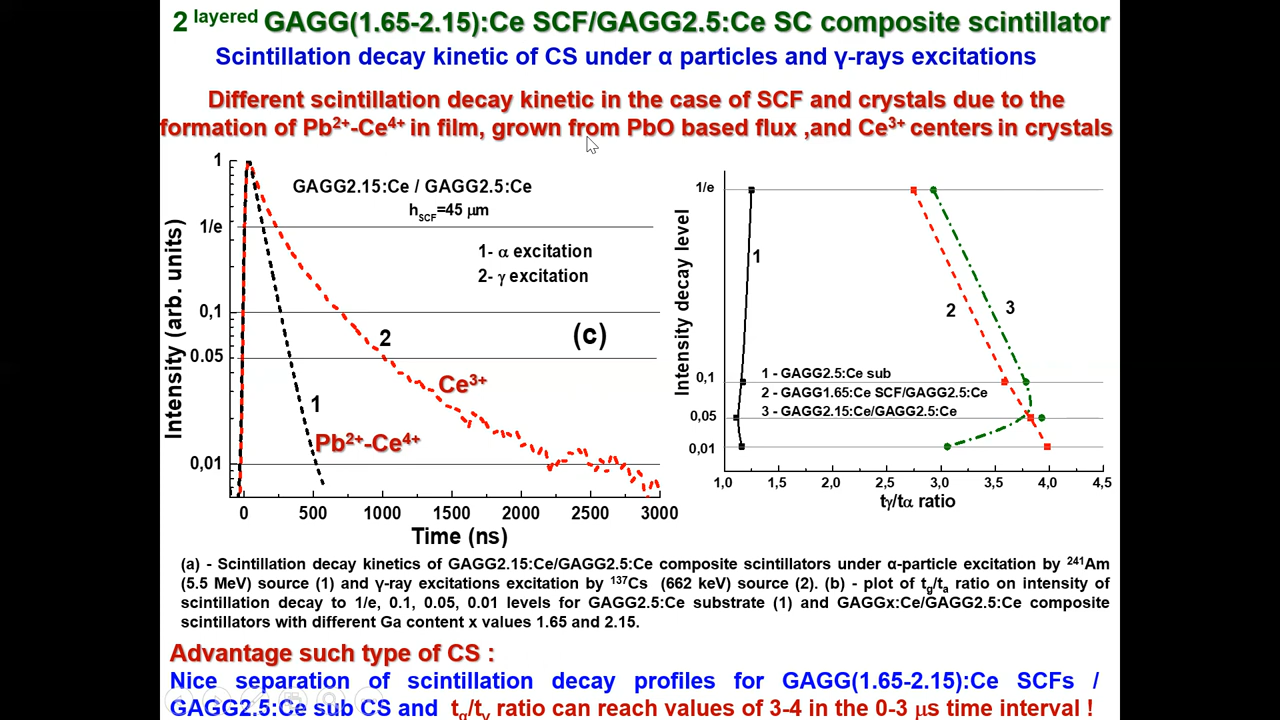 2 layered GAGG(1.65-2.15):Ce SCF/GAGG2.5:Ce SC composite scintillator
Scintillation decay kinetic of CS under α particles and γ-rays excitations
Different scintillation decay kinetic in the case of SCF and crystals due to the
formation of Pb²⁺-Ce⁴⁺ in film, grown from PbO based flux ,and Ce³⁺ centers in crystals
Intensity (arb. units)
1
1/e
0,1
0.05
0,01
GAGG2.15:Ce / GAGG2.5:Ce
hSCF=45 μm
1- α excitation
2- γ excitation
(c)
2
Ce³⁺
1
Pb²⁺-Ce⁴⁺
0
500
1000
1500
2000
2500
3000
Time (ns)
Intensity decay level
1/e
0,1
0,05
0,01
1
2
3
1 - GAGG2.5:Ce sub
2 - GAGG1.65:Ce SCF/GAGG2.5:Ce
3 - GAGG2.15:Ce/GAGG2.5:Ce
1,0
1,5
2,0
2,5
3,0
3,5
4,0
4,5
tγ/tα ratio
(a) - Scintillation decay kinetics of GAGG2.15:Ce/GAGG2.5:Ce composite scintillators under α-particle excitation by ²⁴¹Am
(5.5 MeV) source (1) and γ-ray excitations excitation by ¹³⁷Cs (662 keV) source (2). (b) - plot of tg/ta ratio on intensity of
scintillation decay to 1/e, 0.1, 0.05, 0.01 levels for GAGG2.5:Ce substrate (1) and GAGGx:Ce/GAGG2.5:Ce composite
scintillators with different Ga content x values 1.65 and 2.15.
Advantage such type of CS :
Nice separation of scintillation decay profiles for GAGG(1.65-2.15):Ce SCFs /
GAGG2.5:Ce sub CS and tα/tγ ratio can reach values of 3-4 in the 0-3 μs time interval !